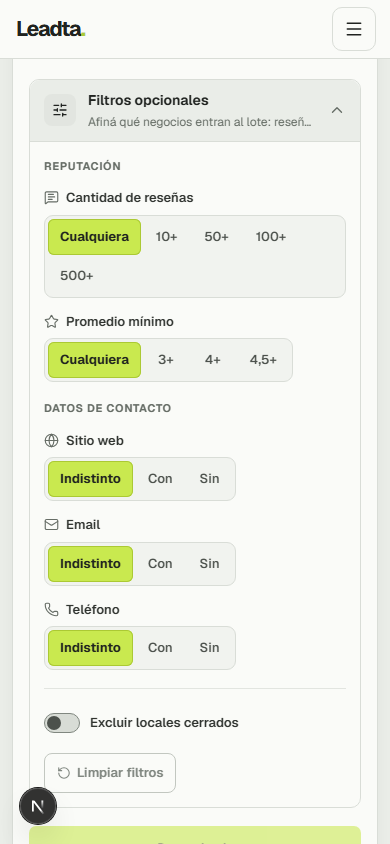 Leadta.
Filtros opcionales
Afiná qué negocios entran al lote: reseñ…
REPUTACIÓN
Cantidad de reseñas
Cualquiera 10+ 50+ 100+
500+
Promedio mínimo
Cualquiera 3+ 4+ 4,5+
DATOS DE CONTACTO
Sitio web
Indistinto Con Sin
Email
Indistinto Con Sin
Teléfono
Indistinto Con Sin
Excluir locales cerrados
Limpiar filtros
N